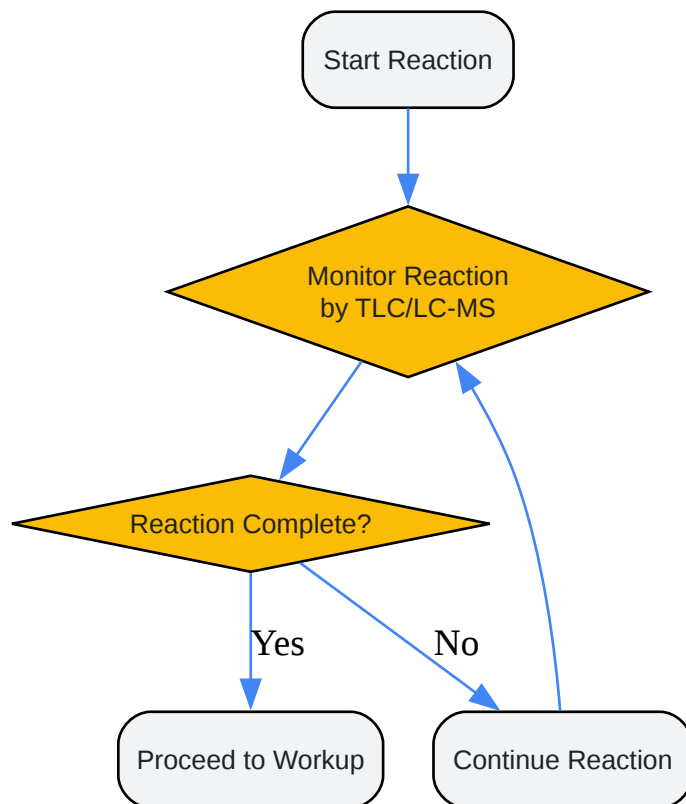 Start Reaction
Monitor Reaction
by TLC/LC-MS
Reaction Complete?
Yes
No
Proceed to Workup
Continue Reaction